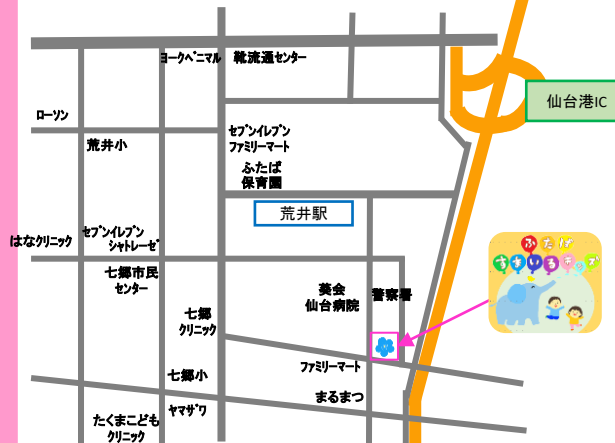 ヨークベニマル 靴流通センター
仙台港IC
ローソン
荒井小
セブンイレブン
ファミリーマート
ふたば
保育園
荒井駅
はなクリニック
セブンイレブン
シャトレーゼ
七郷市民
センター
葵会
仙台病院
警察署
ふたば
すまいるキッズ
七郷
クリニック
ファミリーマート
七郷小
まるまつ
ヤマザワ
たくまこども
クリニック